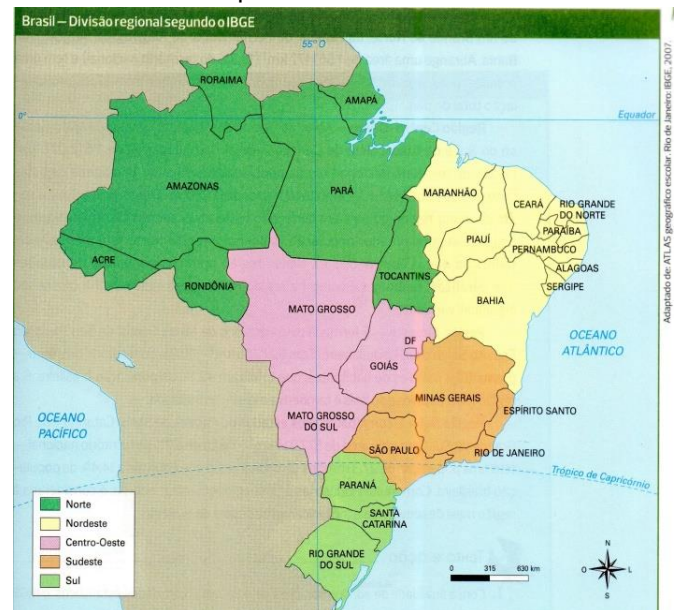 Brasil – Divisão regional segundo o IBGE
55° O
RORAIMA
AMAPÁ
0°
Equador
AMAZONAS
PARÁ
MARANHÃO
CEARÁ
RIO GRANDE
DO NORTE
PARAÍBA
PIAUÍ
PERNAMBUCO
ACRE
ALAGOAS
TOCANTINS
SERGIPE
RONDÔNIA
BAHIA
MATO GROSSO
DF
OCEANO
ATLÂNTICO
GOIÁS
MINAS GERAIS
OCEANO
PACÍFICO
MATO GROSSO
DO SUL
ESPÍRITO SANTO
SÃO PAULO
RIO DE JANEIRO
Trópico de Capricórnio
PARANÁ
SANTA
CATARINA
RIO GRANDE
DO SUL
Norte
Nordeste
Centro-Oeste
Sudeste
Sul
0 315 630 km
N
O L
S
Adaptado de: ATLAS geográfico escolar. Rio de Janeiro: IBGE, 2007.